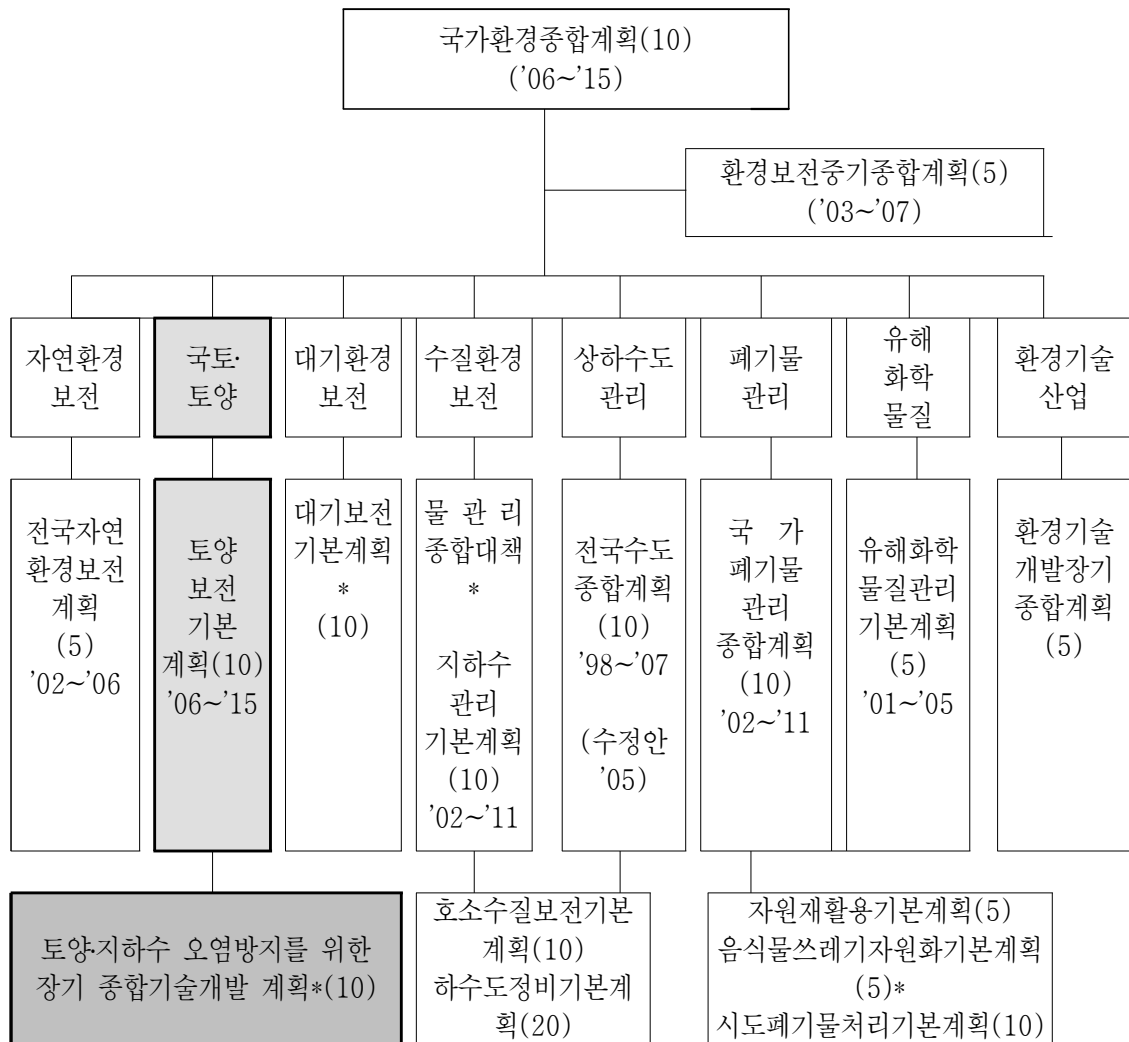 국가환경종합계획(10)
(’06~’15)
환경보전중기종합계획(5)
(’03~’07)
자연환경
보전
국토·
토양
대기환경
보전
수질환경
보전
상하수도
관리
폐기물
관리
유해
화학
물질
환경기술
산업
전국자연
환경보전
계획
(5)
’02~’06
토양
보전
기본
계획(10)
’06~’15
대기보전
기본계획
*
(10)
물 관 리
종합대책
*
지하수
관리
기본계획
(10)
’02~’11
전국수도
종합계획
(10)
’98~’07
(수정안
’05)
국 가
폐기물
관리
종합계획
(10)
’02~’11
유해화학
물질관리
기본계획
(5)
’01~’05
환경기술
개발장기
종합계획
(5)
토양·지하수 오염방지를 위한
장기 종합기술개발 계획*(10)
호소수질보전기본
계획(10)
하수도정비기본계
획(20)
자원재활용기본계획(5)
음식물쓰레기자원화기본계획
(5)*
시도폐기물처리기본계획(10)